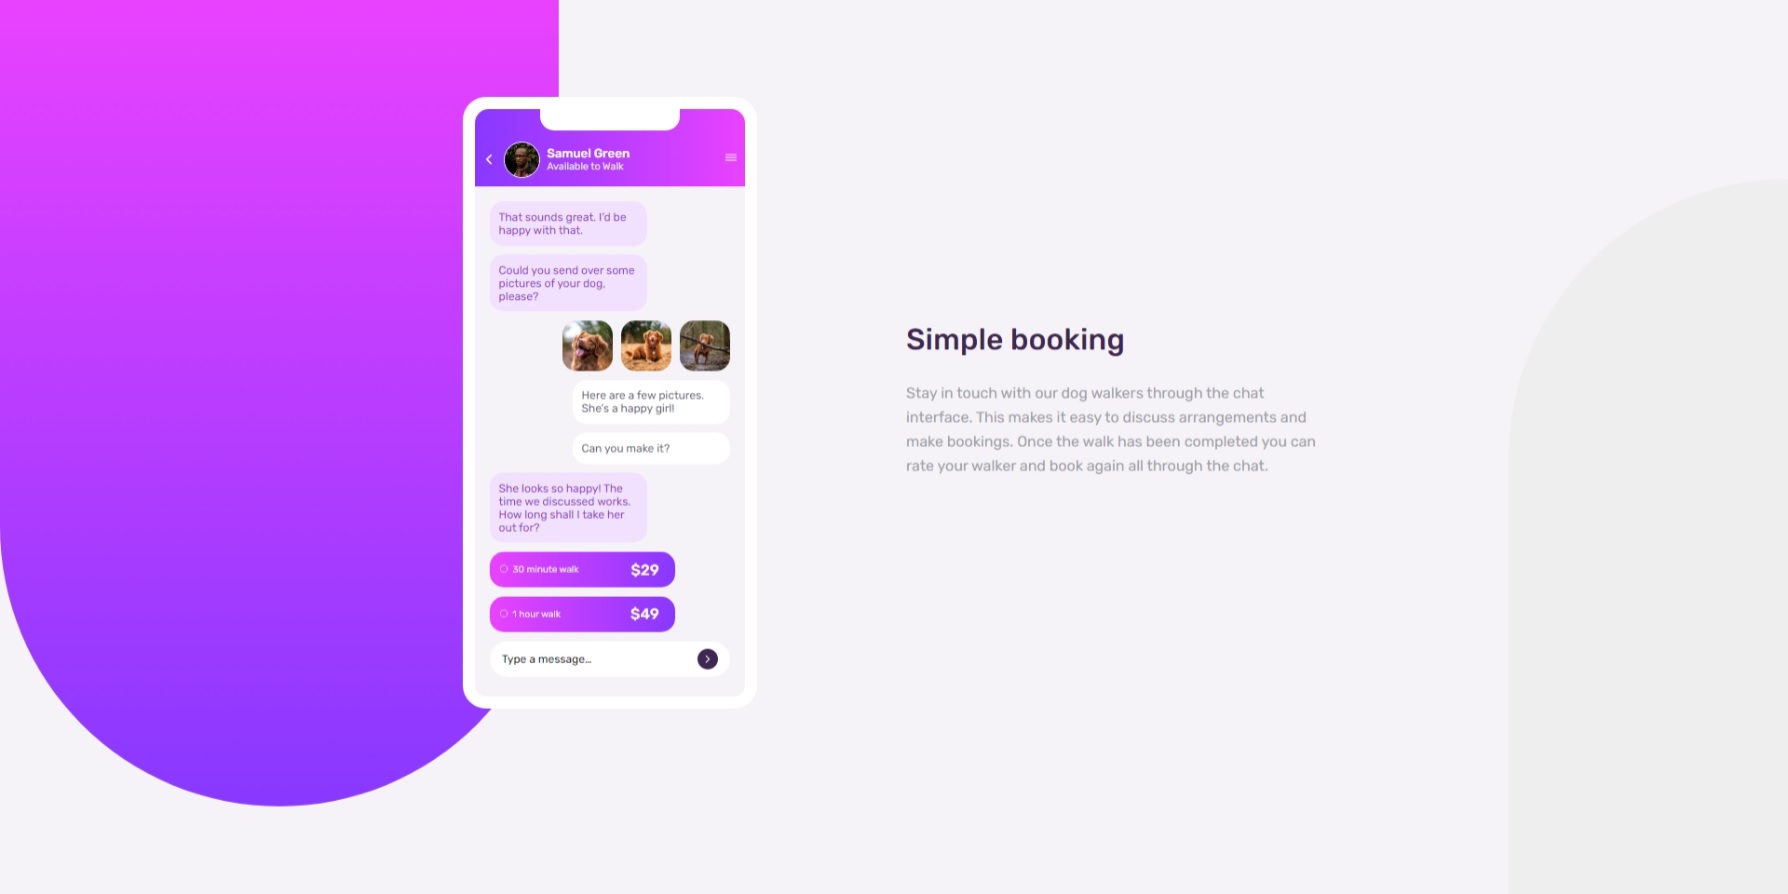 Samuel Green
Available to Walk
That sounds great. I'd be
happy with that.
Could you send over some
pictures of your dog,
please?
Here are a few pictures.
She's a happy girl!
Can you make it?
She looks so happy! The
time we discussed works.
How long shall I take her
out for?
30 minute walk $29
1 hour walk $49
Type a message…
Simple booking
Stay in touch with our dog walkers through the chat
interface. This makes it easy to discuss arrangements and
make bookings. Once the walk has been completed you can
rate your walker and book again all through the chat.